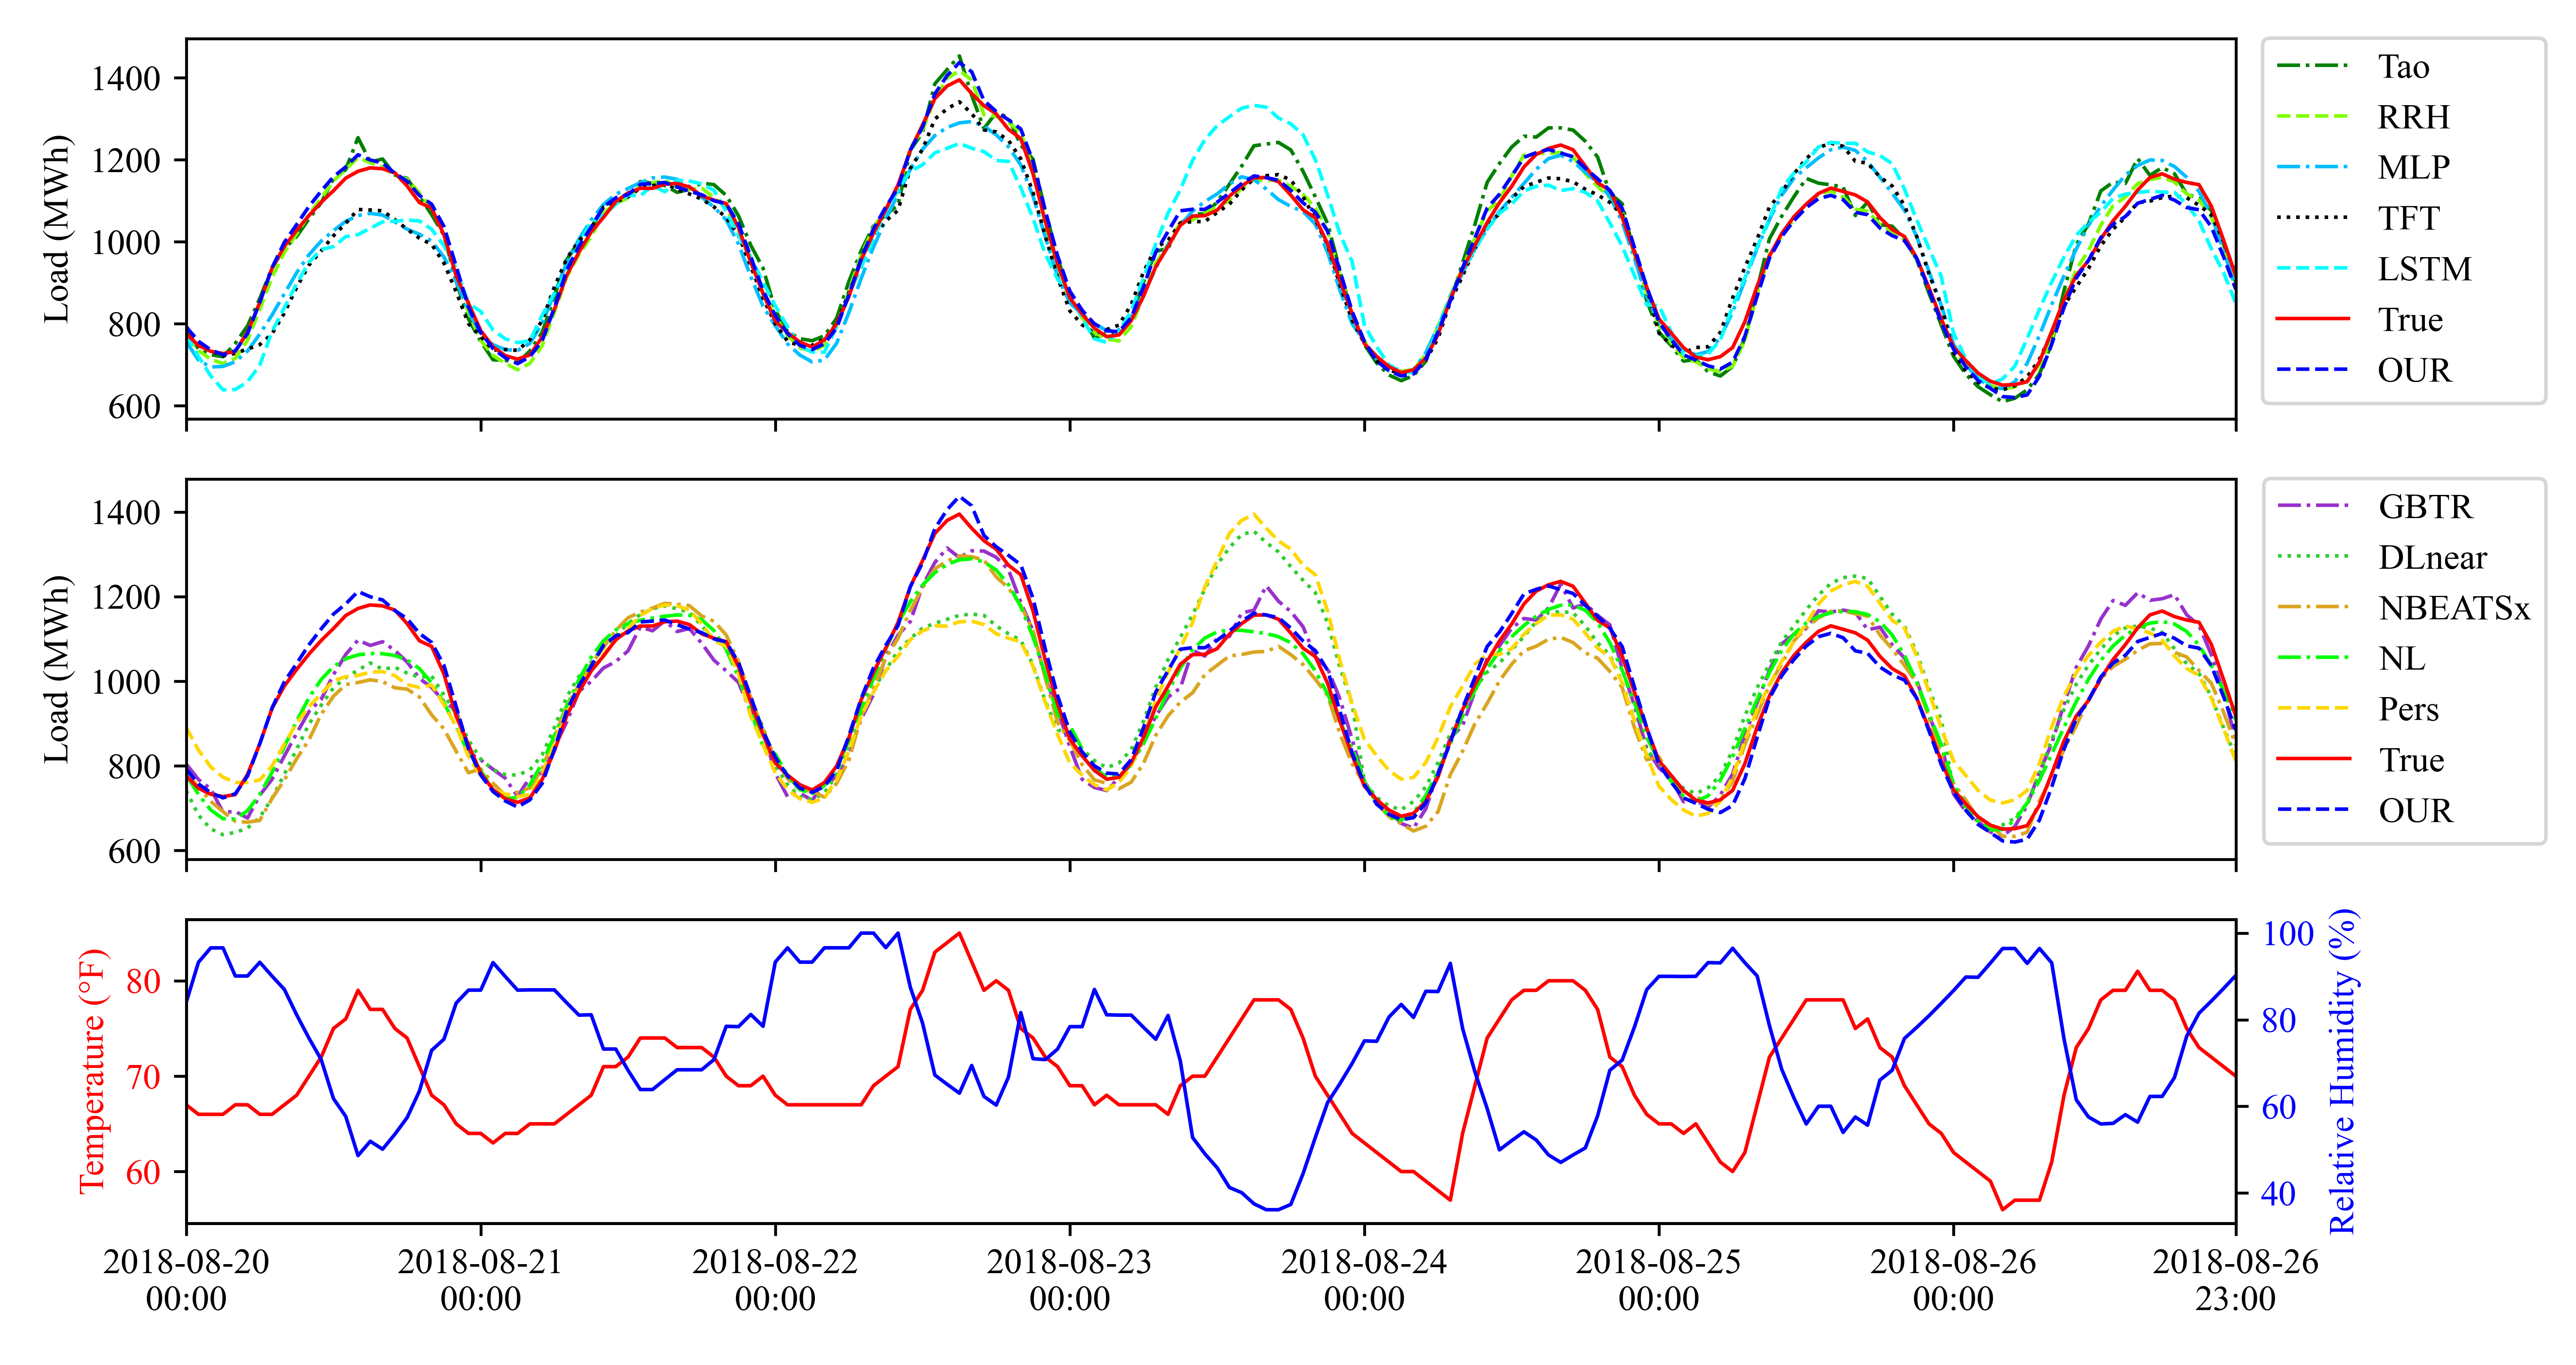 Load (MWh)
1400
1200
1000
800
600
Tao
RRH
MLP
TFT
LSTM
True
OUR
Load (MWh)
1400
1200
1000
800
600
GBTR
DLnear
NBEATSx
NL
Pers
True
OUR
Temperature (°F)
80
70
60
100
80
60
40
Relative Humidity (%)
2018-08-20
00:00
2018-08-21
00:00
2018-08-22
00:00
2018-08-23
00:00
2018-08-24
00:00
2018-08-25
00:00
2018-08-26
00:00
2018-08-26
23:00